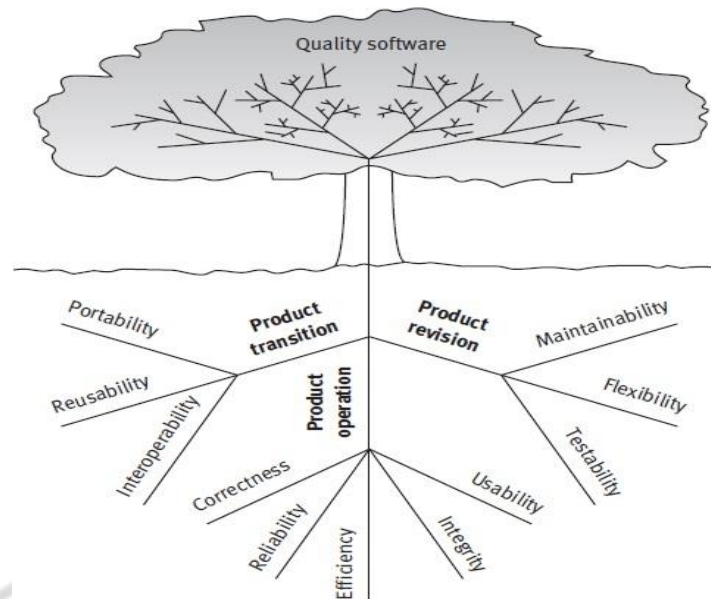 Quality software
Portability
Product
transition
Product
revision
Maintainability
Reusability
Interoperability
Product
operation
Flexibility
Testability
Correctness
Reliability
Efficiency
Integrity
Usability